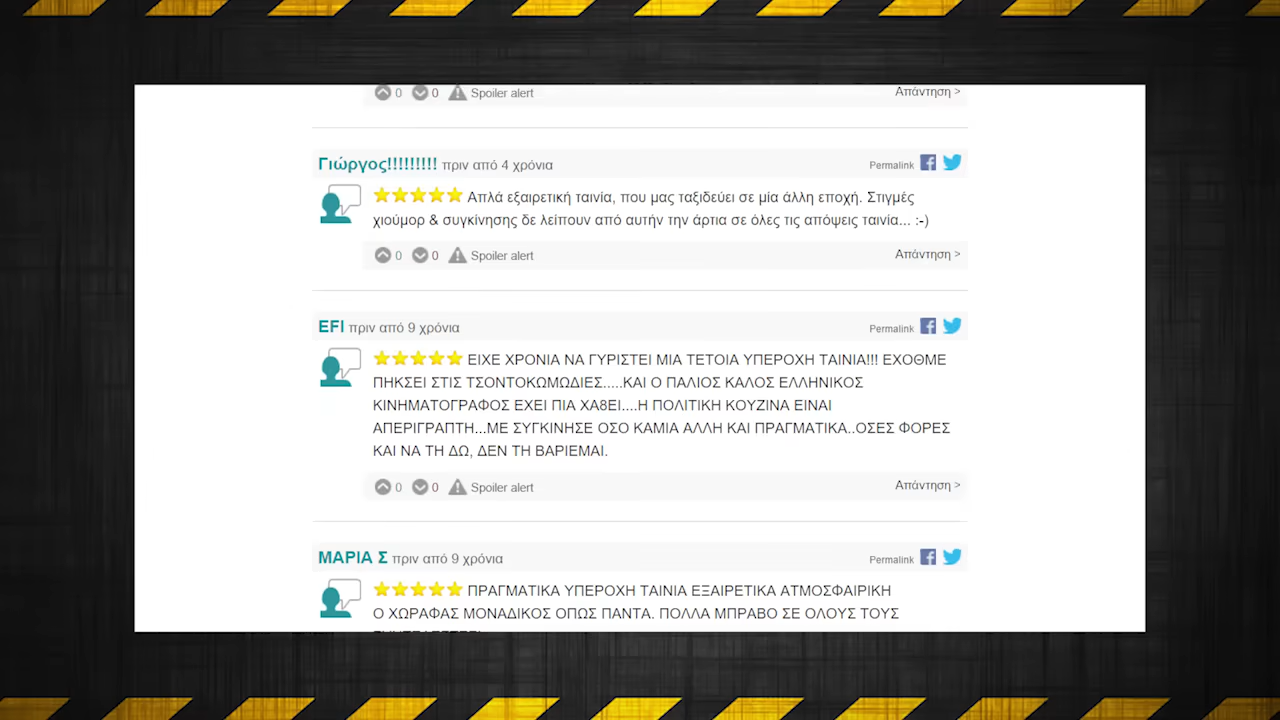 0 0 Spoiler alert Απάντηση >
Γιώργος!!!!!!!!! πριν από 4 χρόνια Permalink
Απλά εξαιρετική ταινία, που μας ταξιδεύει σε μία άλλη εποχή. Στιγμές
χιούμορ & συγκίνησης δε λείπουν από αυτήν την άρτια σε όλες τις απόψεις ταινία... :-)
0 0 Spoiler alert Απάντηση >
EFI πριν από 9 χρόνια Permalink
ΕΙΧΕ ΧΡΟΝΙΑ ΝΑ ΓΥΡΙΣΤΕΙ ΜΙΑ ΤΕΤΟΙΑ ΥΠΕΡΟΧΗ ΤΑΙΝΙΑ!!! ΕΧΟΘΜΕ
ΠΗΚΣΕΙ ΣΤΙΣ ΤΣΟΝΤΟΚΩΜΩΔΙΕΣ.....ΚΑΙ Ο ΠΑΛΙΟΣ ΚΑΛΟΣ ΕΛΛΗΝΙΚΟΣ
ΚΙΝΗΜΑΤΟΓΡΑΦΟΣ ΕΧΕΙ ΠΙΑ ΧΑ8ΕΙ....Η ΠΟΛΙΤΙΚΗ ΚΟΥΖΙΝΑ ΕΙΝΑΙ
ΑΠΕΡΙΓΡΑΠΤΗ...ΜΕ ΣΥΓΚΙΝΗΣΕ ΟΣΟ ΚΑΜΙΑ ΑΛΛΗ ΚΑΙ ΠΡΑΓΜΑΤΙΚΑ..ΟΣΕΣ ΦΟΡΕΣ
ΚΑΙ ΝΑ ΤΗ ΔΩ, ΔΕΝ ΤΗ ΒΑΡΙΕΜΑΙ.
0 0 Spoiler alert Απάντηση >
ΜΑΡΙΑ Σ πριν από 9 χρόνια Permalink
ΠΡΑΓΜΑΤΙΚΑ ΥΠΕΡΟΧΗ ΤΑΙΝΙΑ ΕΞΑΙΡΕΤΙΚΑ ΑΤΜΟΣΦΑΙΡΙΚΗ
Ο ΧΩΡΑΦΑΣ ΜΟΝΑΔΙΚΟΣ ΟΠΩΣ ΠΑΝΤΑ. ΠΟΛΛΑ ΜΠΡΑΒΟ ΣΕ ΟΛΟΥΣ ΤΟΥΣ